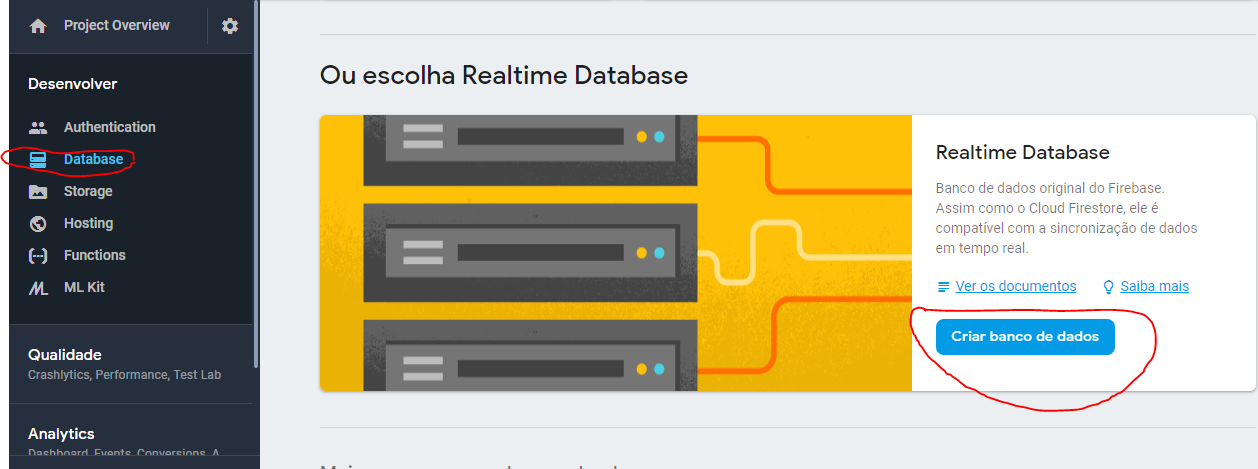 Project Overview
Desenvolver
Authentication
Database
Storage
Hosting
Functions
ML Kit
Qualidade
Crashlytics, Performance, Test Lab
Analytics
Dashboard, Events, Conversions, A
Ou escolha Realtime Database
Realtime Database
Banco de dados original do Firebase.
Assim como o Cloud Firestore, ele é
compatível com a sincronização de dados
em tempo real.
Ver os documentos
Saiba mais
Criar banco de dados